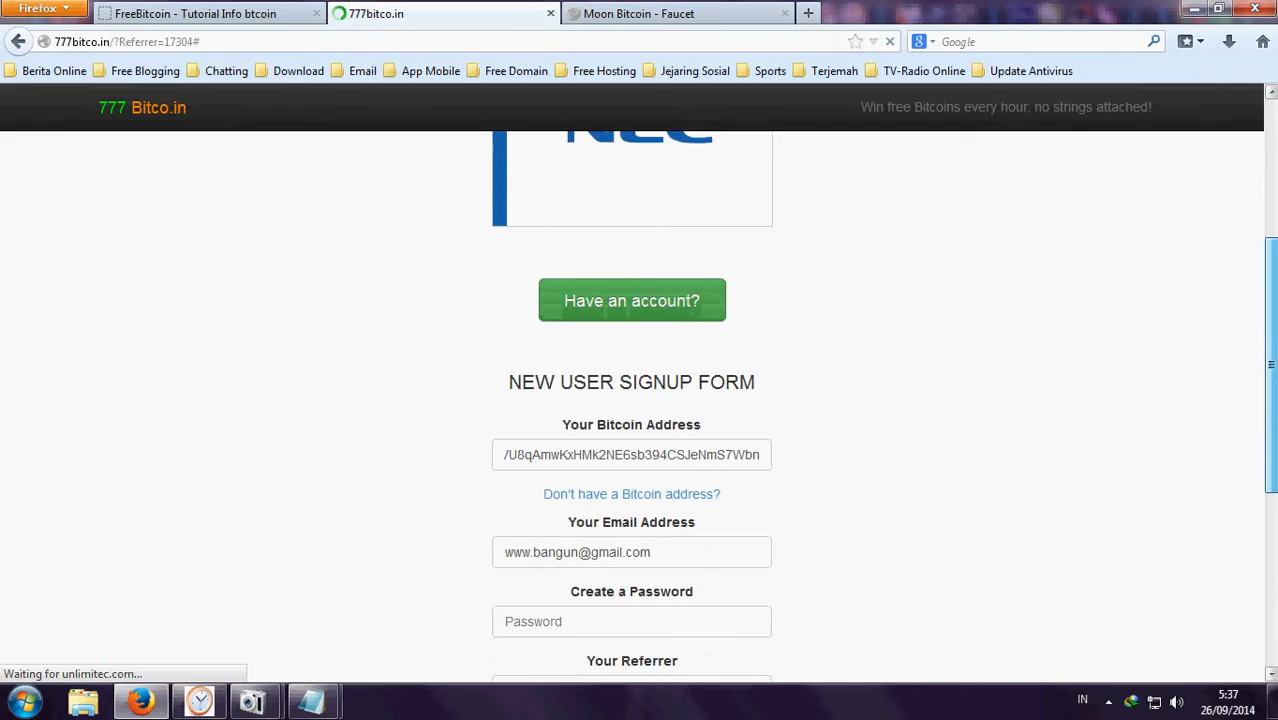 Firefox
FreeBitcoin - Tutorial Info btcoin
777bitco.in
Moon Bitcoin - Faucet
777bitco.in/?Referrer=17304#
Google
Berita Online
Free Blogging
Chatting
Download
Email
App Mobile
Free Domain
Free Hosting
Jejaring Sosial
Sports
Terjemah
TV-Radio Online
Update Antivirus
777 Bitco.in
Win free Bitcoins every hour, no strings attached!
NEC
Have an account?
NEW USER SIGNUP FORM
Your Bitcoin Address
/U8qAmwKxHMk2NE6sb394CSJeNmS7Wbn
Don't have a Bitcoin address?
Your Email Address
www.bangun@gmail.com
Create a Password
Password
Your Referrer
Waiting for unlimitec.com...
IN
5:37
26/09/2014